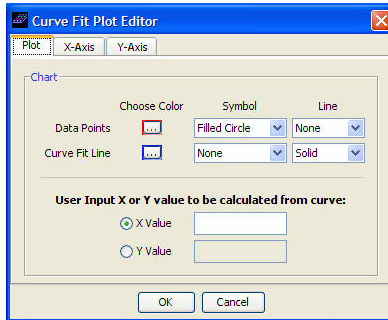 Curve Fit Plot Editor
Plot X-Axis Y-Axis
Chart
Choose Color Symbol Line
Data Points ... Filled Circle None
Curve Fit Line ... None Solid
User Input X or Y value to be calculated from curve:
X Value
Y Value
OK Cancel